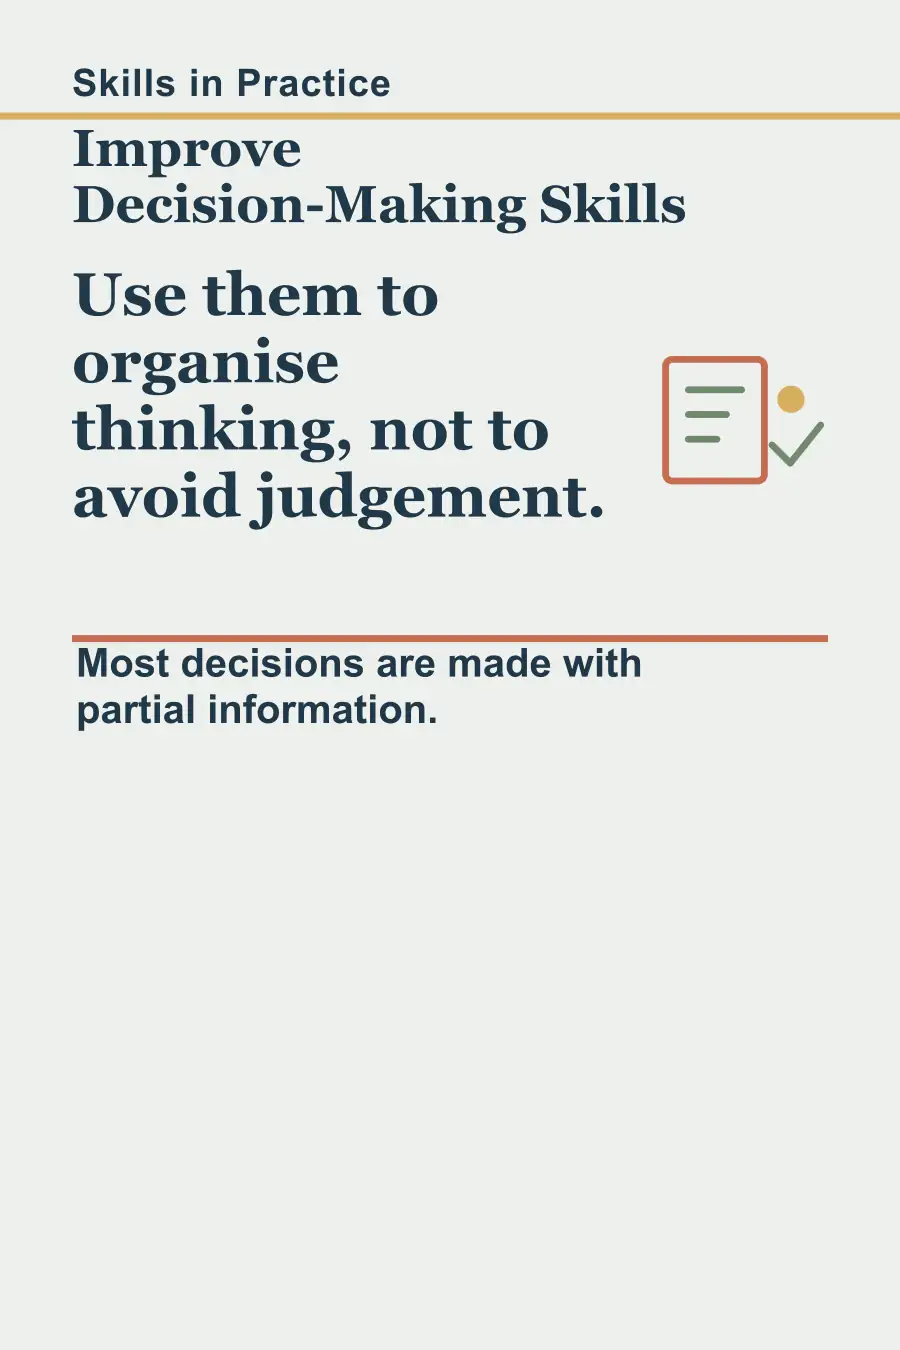 Skills in Practice
Improve
Decision-Making Skills
Use them to
organise
thinking, not to
avoid judgement.
Most decisions are made with
partial information.